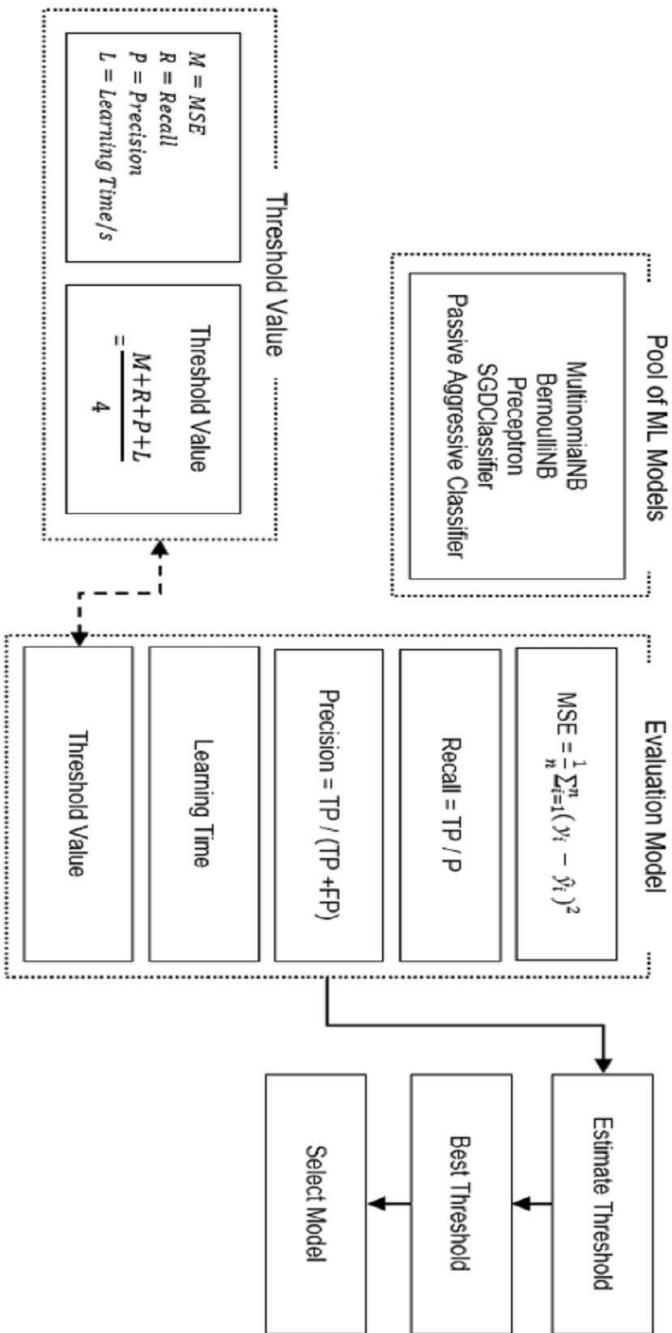 Pool of ML Models
MultinomialNB
BernoulliNB
Preceptron
SGDClassifier
Passive Aggressive Classifier
Threshold Value
M = MSE
R = Recall
P = Precision
L = Learning Time/s
Threshold Value
= M+R+P+L / 4
Evaluation Model
MSE = 1/n ∑ⁿᵢ₌₁(yᵢ − ŷᵢ)²
Recall = TP / P
Precision = TP / (TP +FP)
Learning Time
Threshold Value
Estimate Threshold
Best Threshold
Select Model